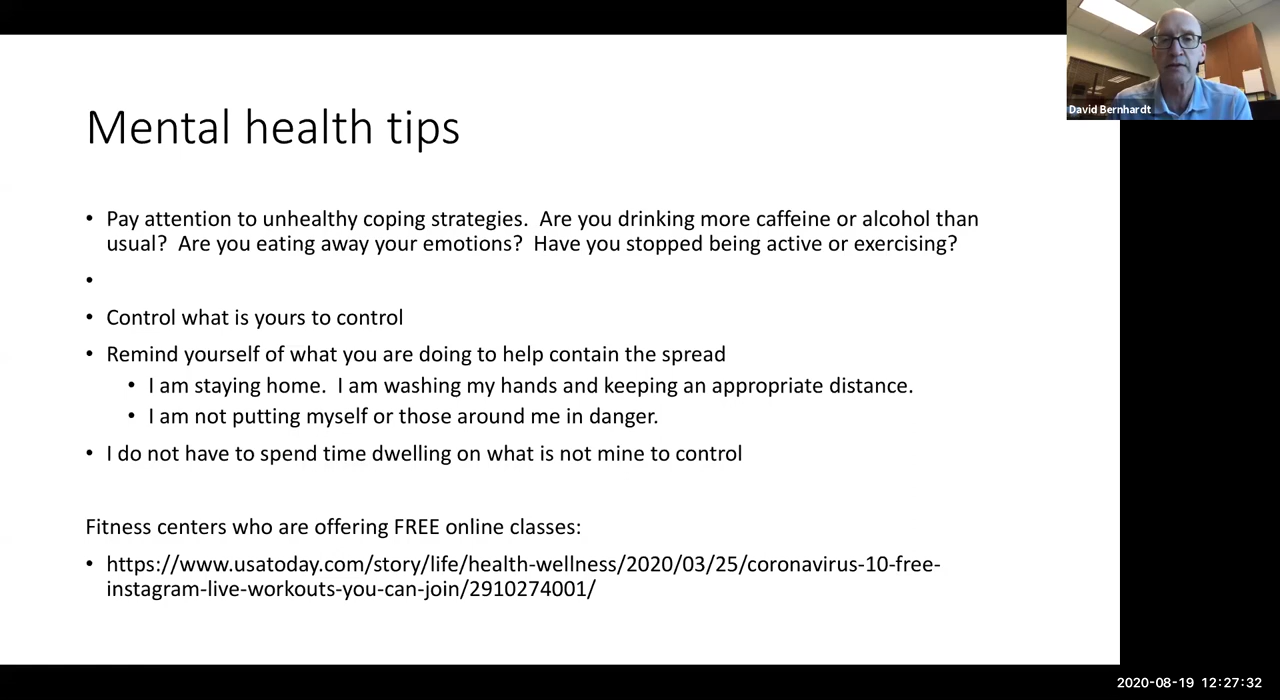 David Bernhardt
Mental health tips
• Pay attention to unhealthy coping strategies.  Are you drinking more caffeine or alcohol than
usual?  Are you eating away your emotions?  Have you stopped being active or exercising?
•
• Control what is yours to control
• Remind yourself of what you are doing to help contain the spread
• I am staying home.  I am washing my hands and keeping an appropriate distance.
• I am not putting myself or those around me in danger.
• I do not have to spend time dwelling on what is not mine to control
Fitness centers who are offering FREE online classes:
• https://www.usatoday.com/story/life/health-wellness/2020/03/25/coronavirus-10-free-
instagram-live-workouts-you-can-join/2910274001/
2020-08-19 12:27:32